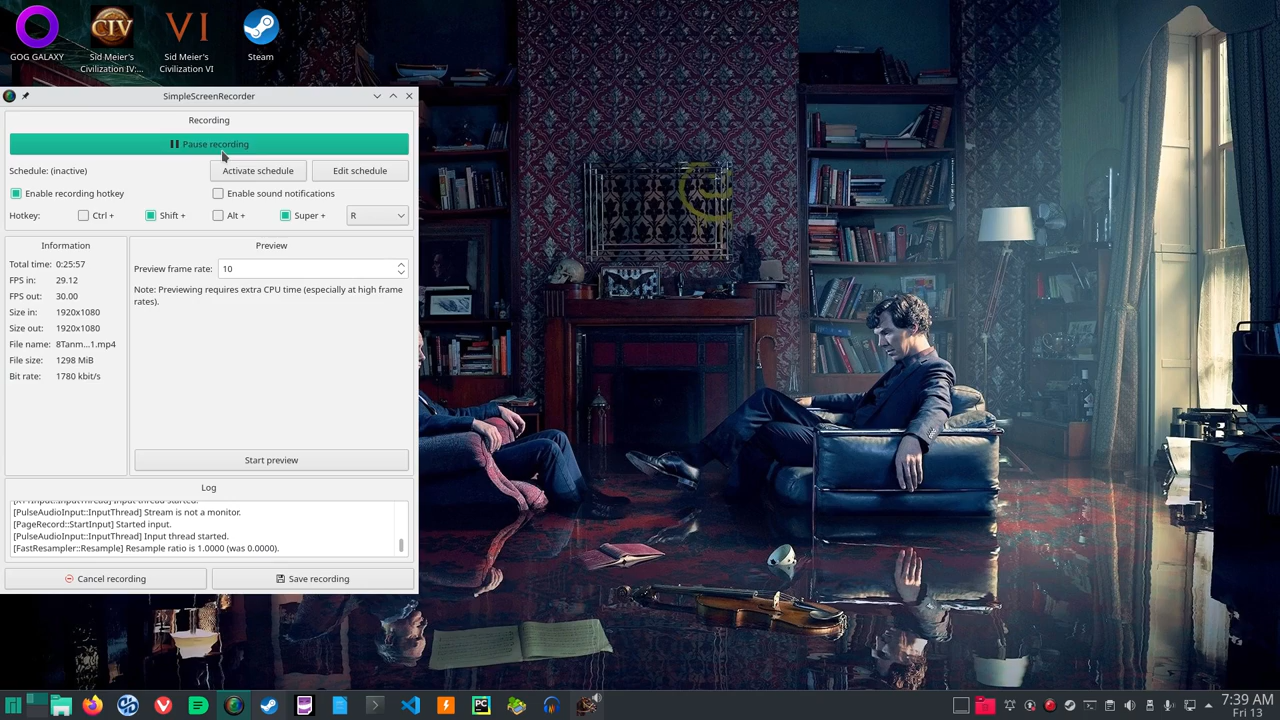 GOG GALAXY
Sid Meier's
Civilization IV:...
Sid Meier's
Civilization VI
Steam
CIV
VI
SimpleScreenRecorder
Recording
Pause recording
Schedule: (inactive)
Activate schedule
Edit schedule
Enable recording hotkey
Enable sound notifications
Hotkey:
Ctrl +
Shift +
Alt +
Super +
R
Information
Total time: 0:25:57
FPS in: 29.12
FPS out: 30.00
Size in: 1920x1080
Size out: 1920x1080
File name: 8Tanm...1.mp4
File size: 1298 MiB
Bit rate: 1780 kbit/s
Preview
Preview frame rate: 10
Note: Previewing requires extra CPU time (especially at high frame
rates).
Start preview
Log
[PulseAudioInput::InputThread] Stream is not a monitor.
[PageRecord::StartInput] Started input.
[PulseAudioInput::InputThread] Input thread started.
[FastResampler::Resample] Resample ratio is 1.0000 (was 0.0000).
Cancel recording
Save recording
PC
7:39 AM
Fri 13